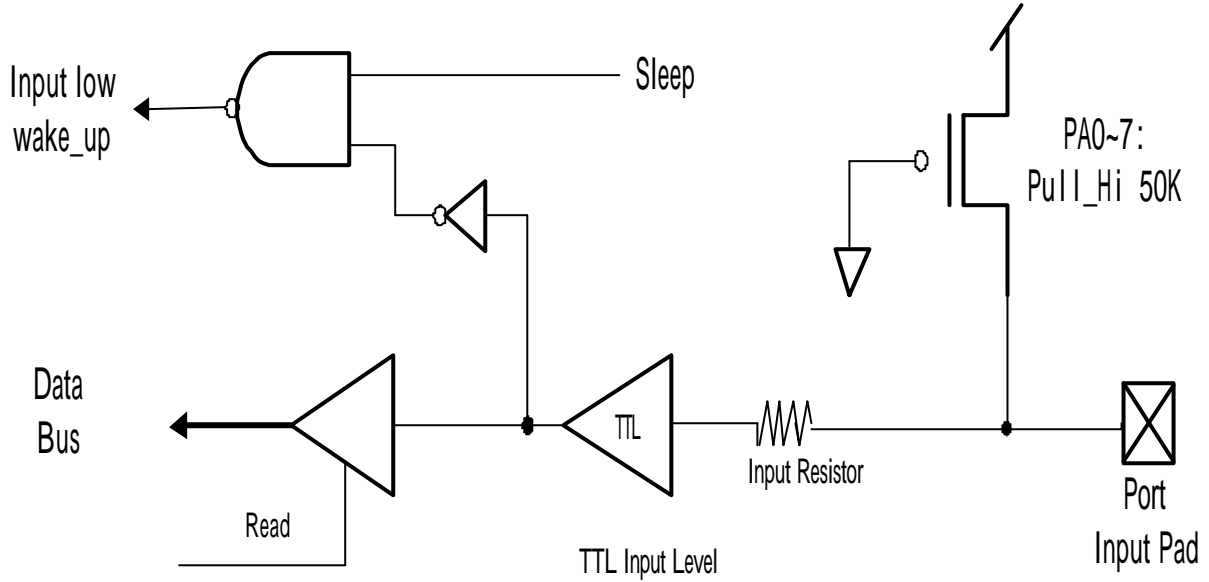 Input low
wake_up
Sleep
PA0~7:
Pull_Hi 50K
Data
Bus
TTL
Input Resistor
Read
TTL Input Level
Port
Input Pad